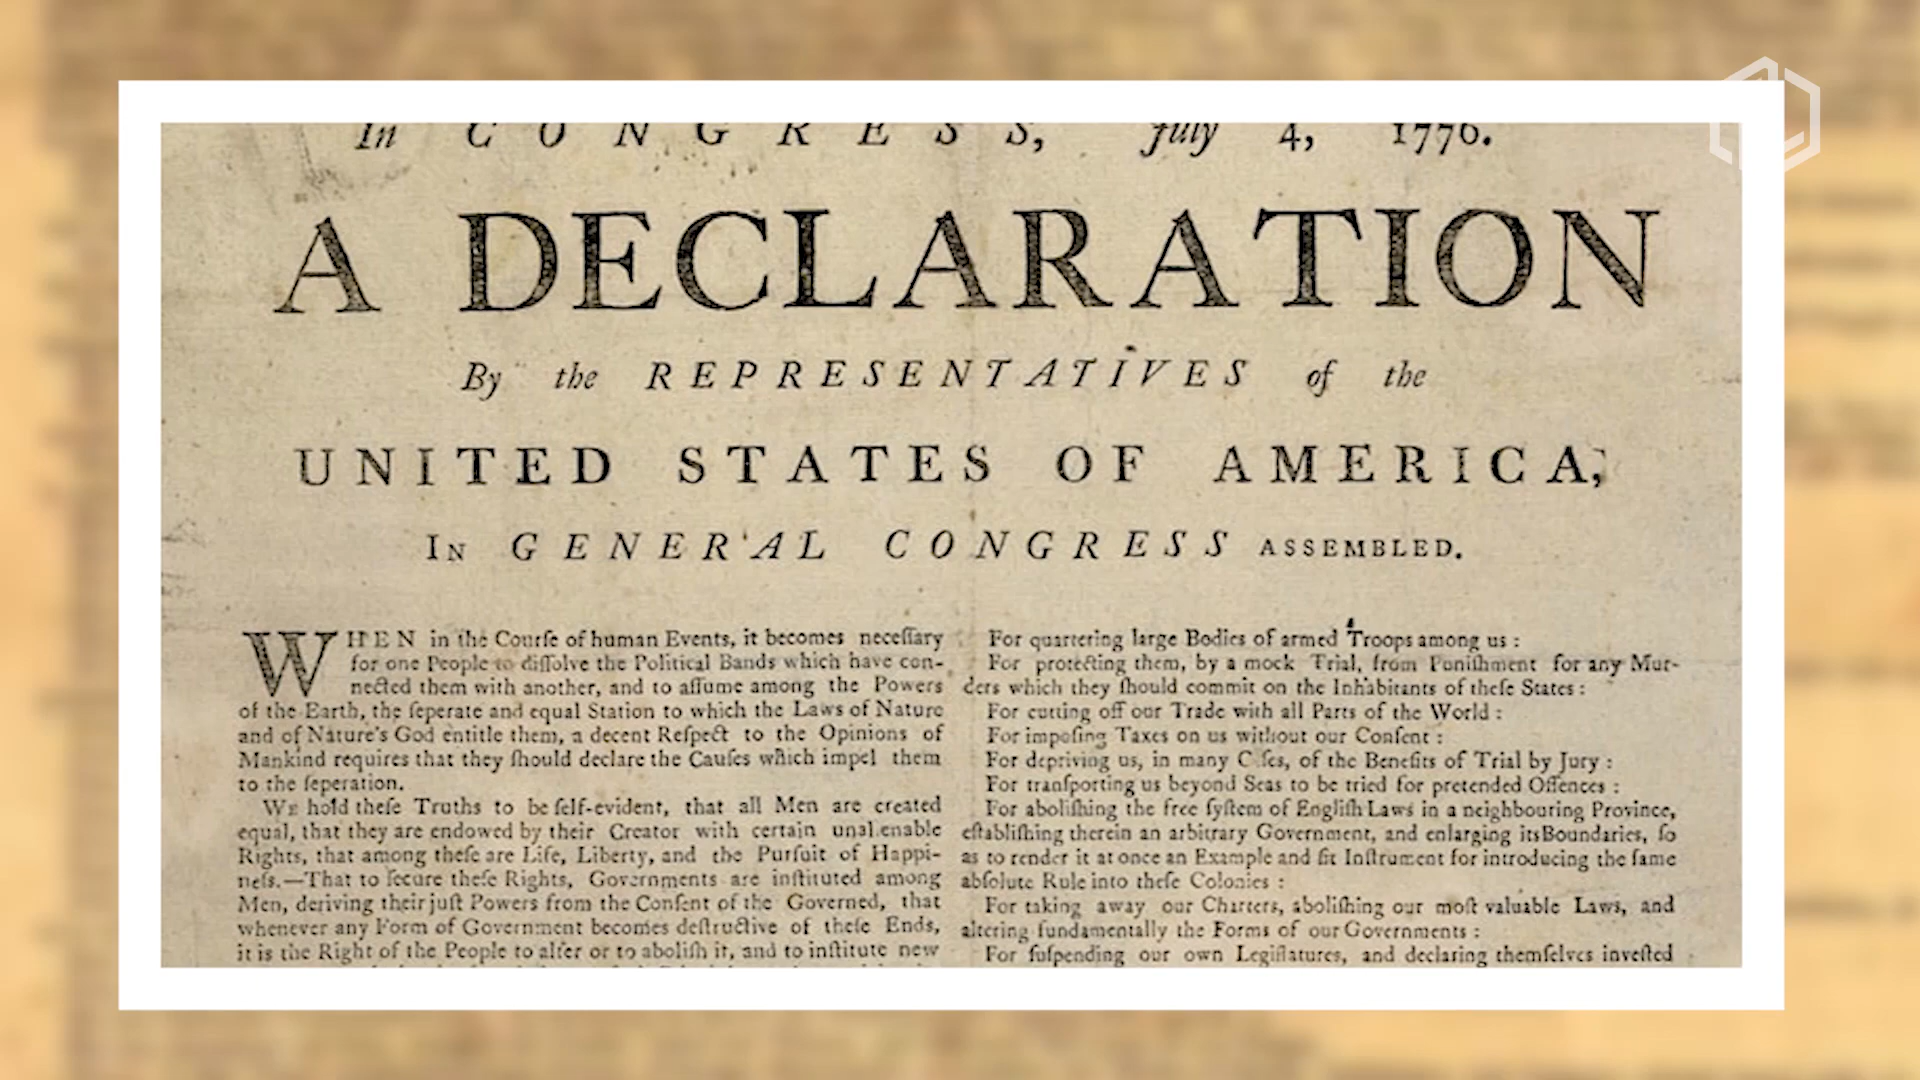 In CONGRESS, July 4, 1776.
A DECLARATION
By the REPRESENTATIVES of the
UNITED STATES OF AMERICA,
IN GENERAL CONGRESS ASSEMBLED.
WHEN in the Courſe of human Events, it becomes neceſſary
for one People to diſſolve the Political Bands which have con-
nected them with another, and to aſſume among the Powers
of the Earth, the ſeperate and equal Station to which the Laws of Nature
and of Nature's God entitle them, a decent Reſpect to the Opinions of
Mankind requires that they ſhould declare the Cauſes which impel them
to the ſeperation.
WE hold theſe Truths to be ſelf-evident, that all Men are created
equal, that they are endowed by their Creator with certain unalienable
Rights, that among theſe are Life, Liberty, and the Purſuit of Happi-
neſs.—That to ſecure theſe Rights, Governments are inſtituted among
Men, deriving their juſt Powers from the Conſent of the Governed, that
whenever any Form of Government becomes deſtructive of theſe Ends,
it is the Right of the People to alter or to aboliſh it, and to inſtitute new
For quartering large Bodies of armed Troops among us :
For protecting them, by a mock Trial, from Puniſhment for any Mur-
ders which they ſhould commit on the Inhabitants of theſe States :
For cutting off our Trade with all Parts of the World :
For impoſing Taxes on us without our Conſent :
For depriving us, in many C ſes, of the Benefits of Trial by Jury :
For tranſporting us beyond Seas to be tried for pretended Offences :
For aboliſhing the free ſyſtem of Engliſh Laws in a neighbouring Province,
eſtabliſhing therein an arbitrary Government, and enlarging its Boundaries, ſo
as to render it at once an Example and fit Inſtrument for introducing the ſame
abſolute Rule into theſe Colonies :
For taking away our Charters, aboliſhing our moſt valuable Laws, and
altering fundamentally the Forms of our Governments :
For ſuſpending our own Legiſlatures, and declaring themſelves inveſted